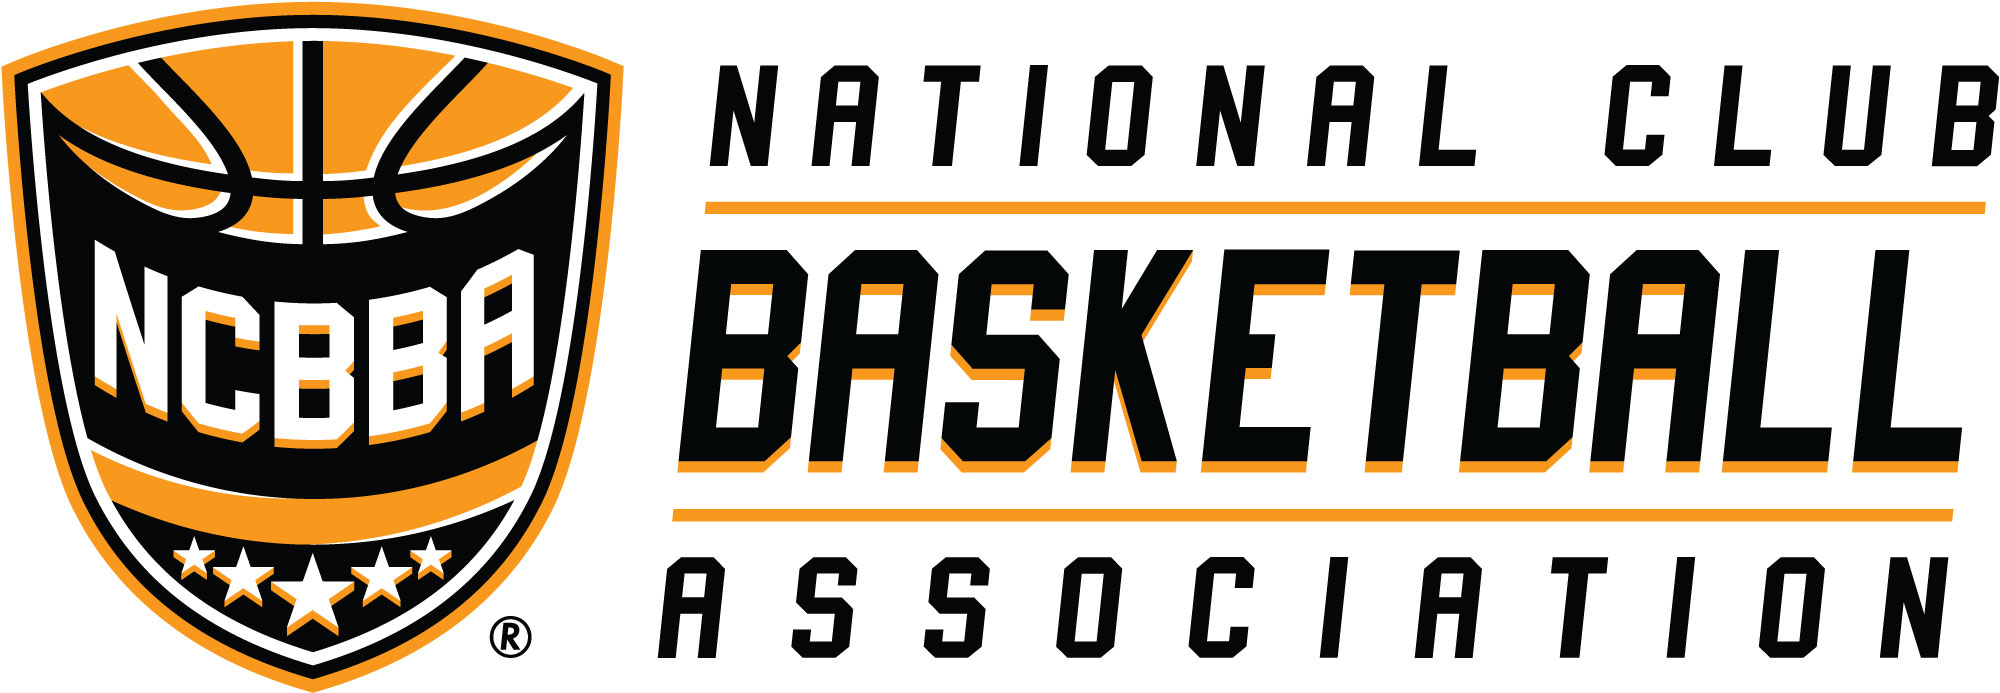 NCBBA
®
NATIONAL CLUB
BASKETBALL
ASSOCIATION